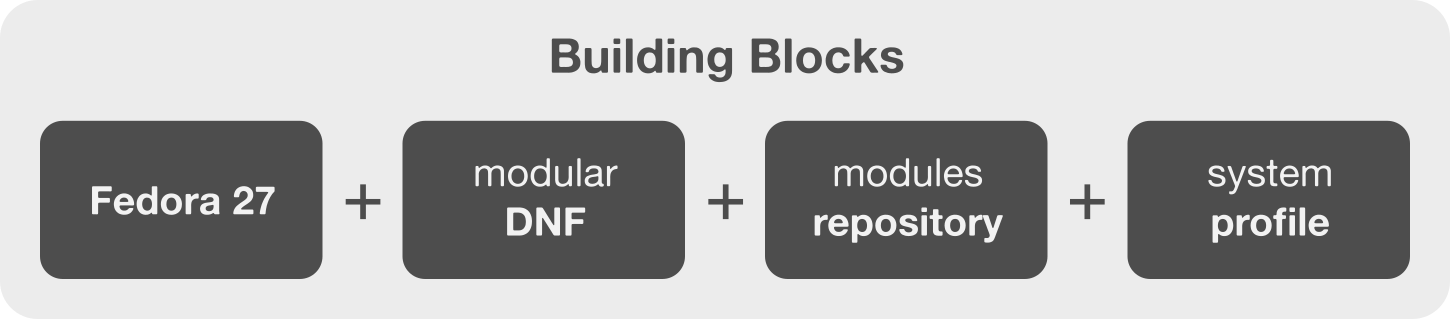 Building Blocks
Fedora 27
+
modular
DNF
+
modules
repository
+
system
profile